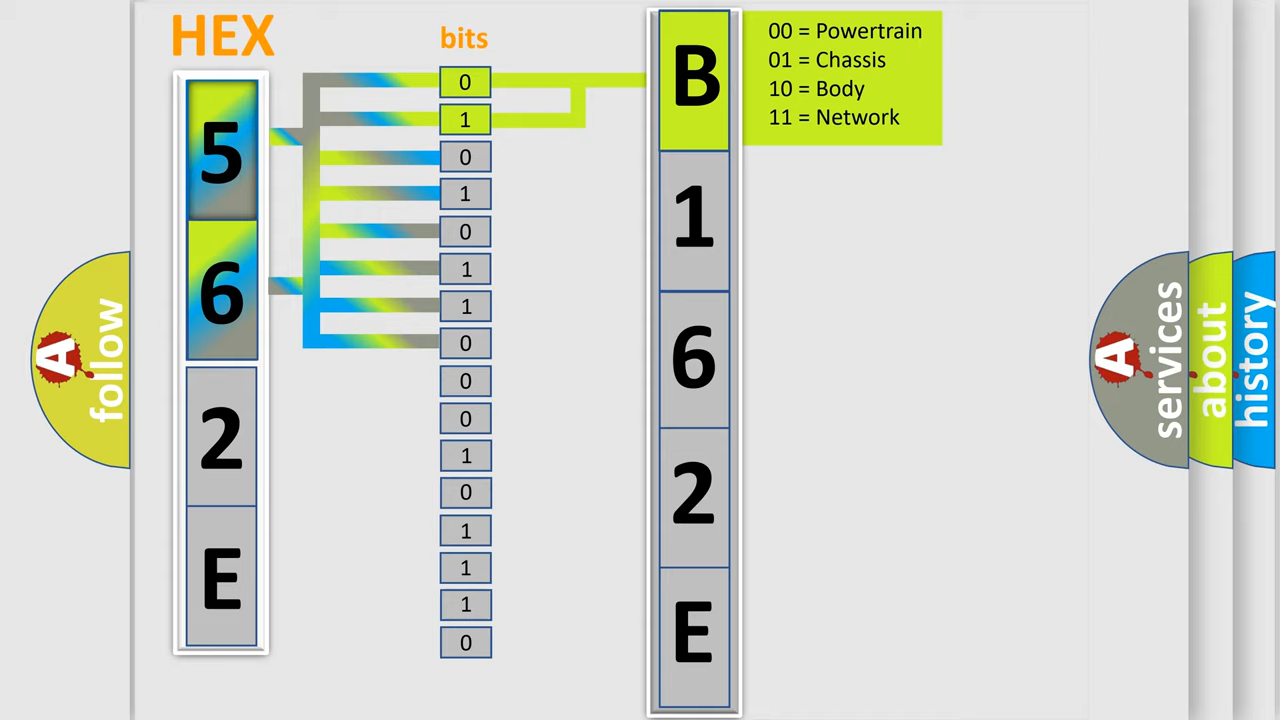 HEX
bits
5
6
2
E
0
1
0
1
0
1
1
0
0
0
1
0
1
1
1
0
B
1
6
2
E
00 = Powertrain
01 = Chassis
10 = Body
11 = Network
A
follow
A
services
about
history